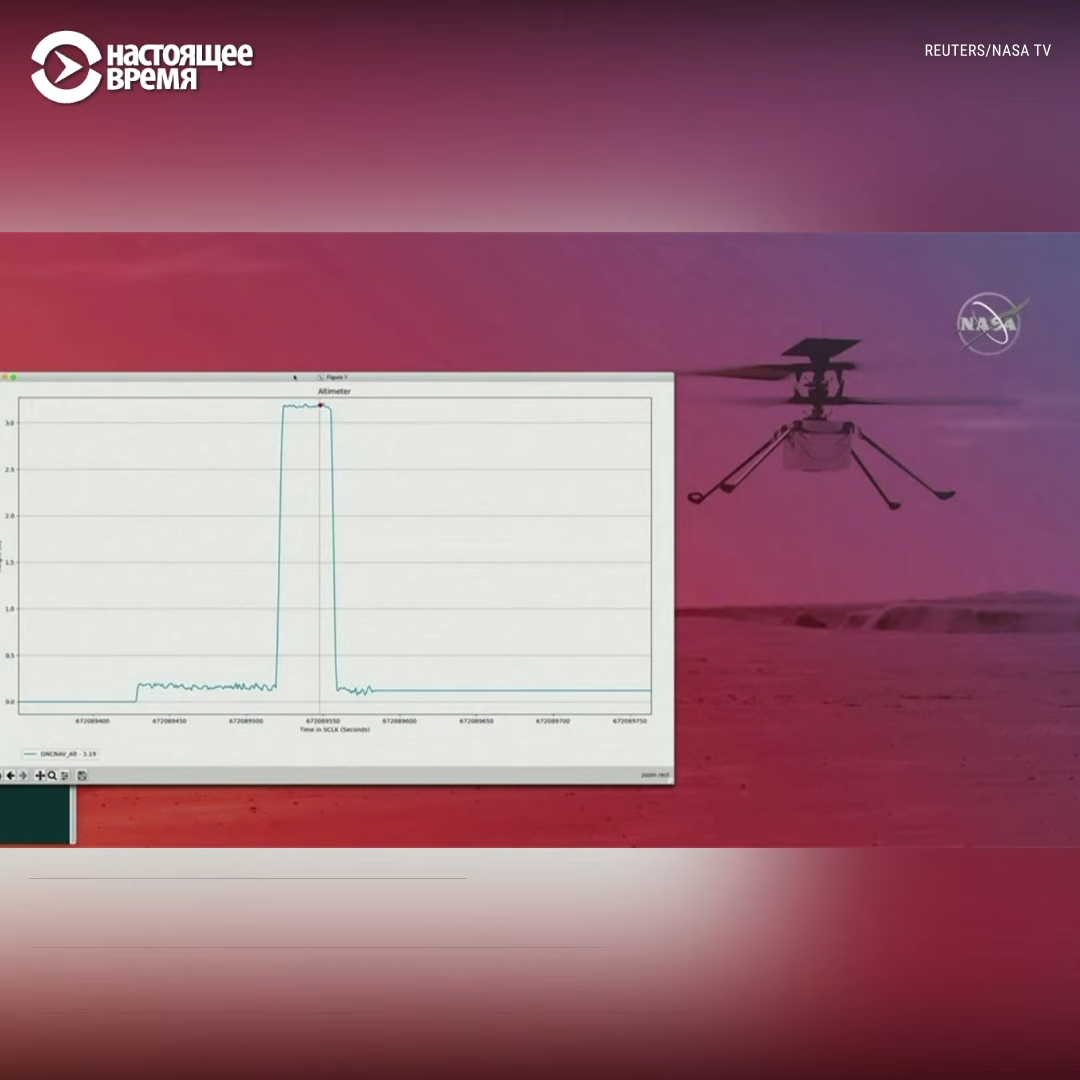 НАСТОЯЩЕЕ
ВРЕМЯ
REUTERS/NASA TV
NASA
Figure 1
Altimeter
3.0
2.5
2.0
1.5
1.0
0.5
0.0
672089400 672089450 672089500 672089550 672089600 672089650 672089700 672089750
Time in SCLK (Seconds)
GNCNAV_Alt - 3.19
zoom rect